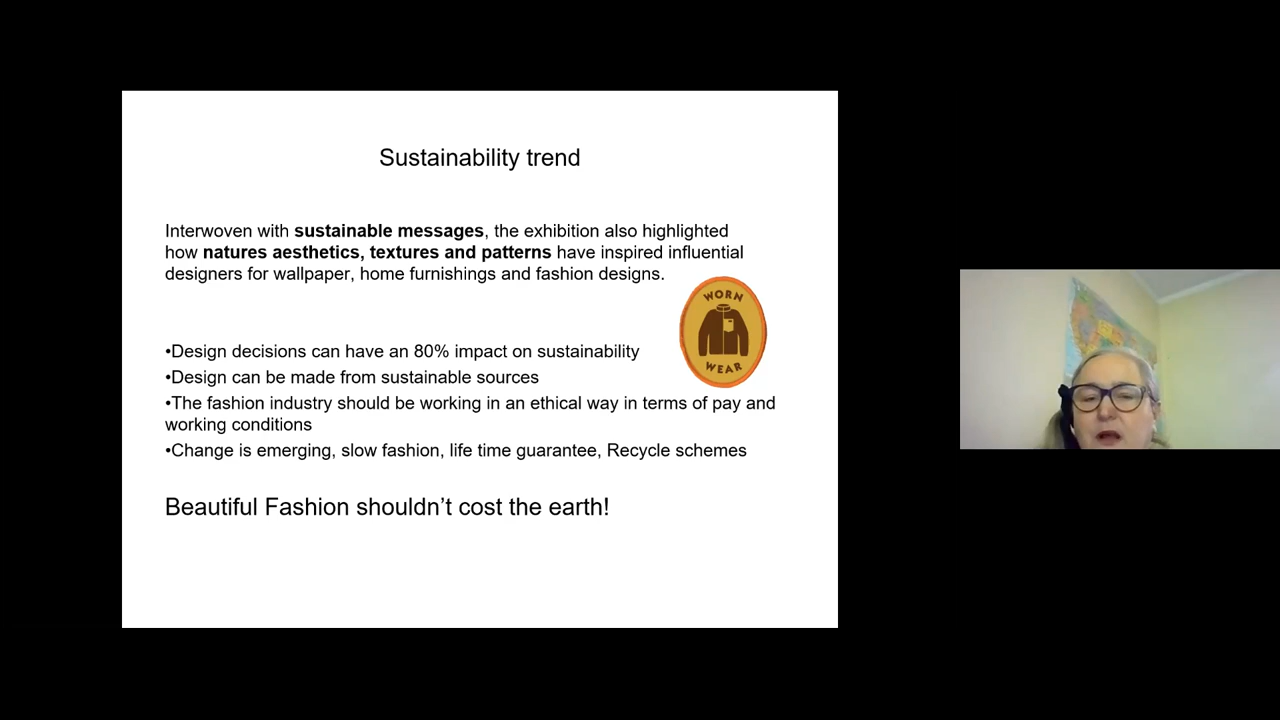 Sustainability trend
Interwoven with sustainable messages, the exhibition also highlighted
how natures aesthetics, textures and patterns have inspired influential
designers for wallpaper, home furnishings and fashion designs.
WORN
WEAR
•Design decisions can have an 80% impact on sustainability
•Design can be made from sustainable sources
•The fashion industry should be working in an ethical way in terms of pay and
working conditions
•Change is emerging, slow fashion, life time guarantee, Recycle schemes
Beautiful Fashion shouldn’t cost the earth!